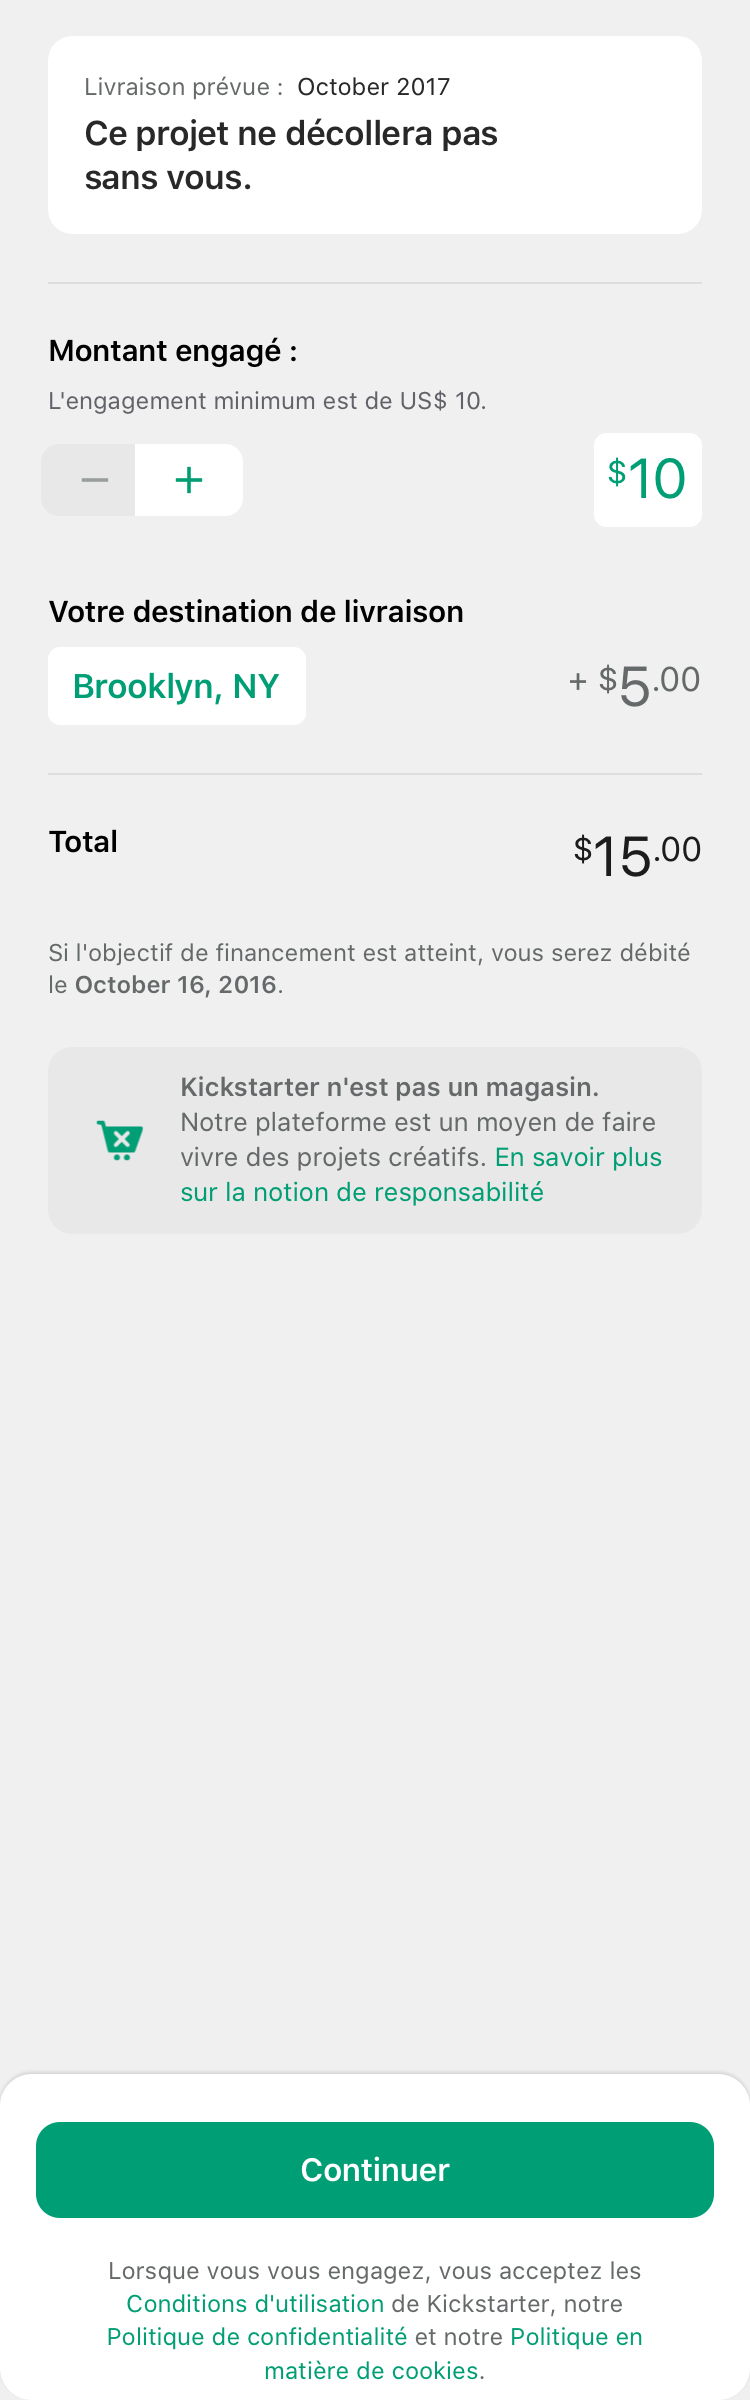 Livraison prévue : October 2017
Ce projet ne décollera pas
sans vous.
Montant engagé :
L'engagement minimum est de US$ 10.
− +
$10
Votre destination de livraison
Brooklyn, NY
+ $5.00
Total
$15.00
Si l'objectif de financement est atteint, vous serez débité
le October 16, 2016.
Kickstarter n'est pas un magasin.
Notre plateforme est un moyen de faire
vivre des projets créatifs. En savoir plus
sur la notion de responsabilité
Continuer
Lorsque vous vous engagez, vous acceptez les
Conditions d'utilisation de Kickstarter, notre
Politique de confidentialité et notre Politique en
matière de cookies.